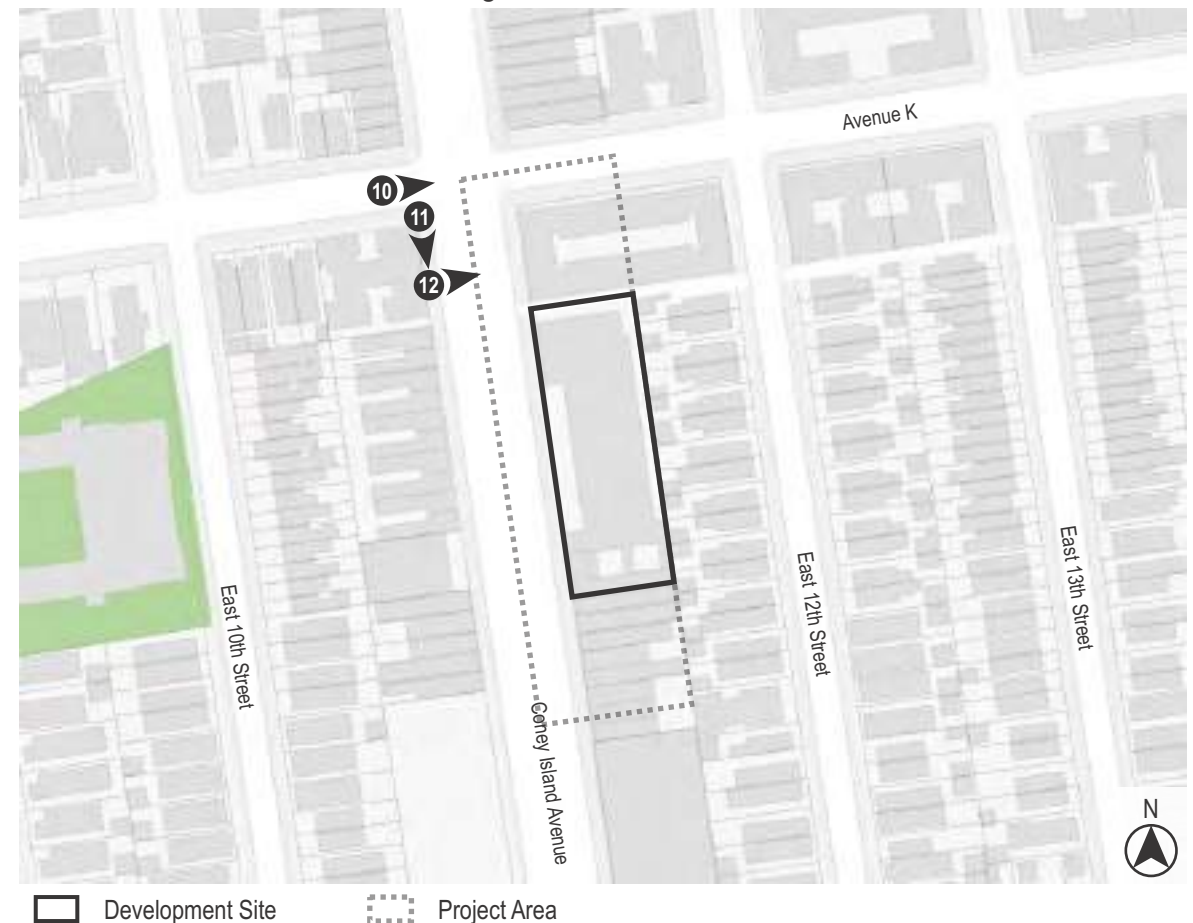 Avenue K
10
11
12
East 10th Street
Coney Island Avenue
East 12th Street
East 13th Street
N
Development Site
Project Area